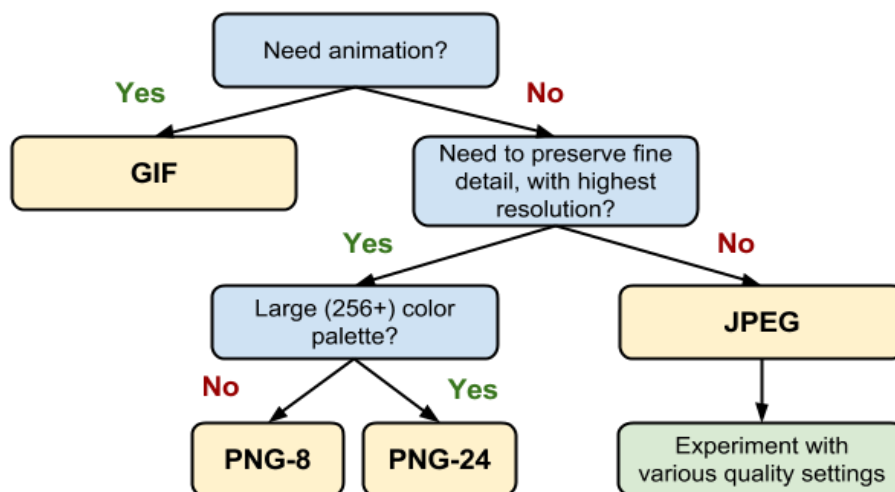 Need animation?
Yes
No
GIF
Need to preserve fine
detail, with highest
resolution?
Yes
No
Large (256+) color
palette?
JPEG
No
Yes
PNG-8
PNG-24
Experiment with
various quality settings